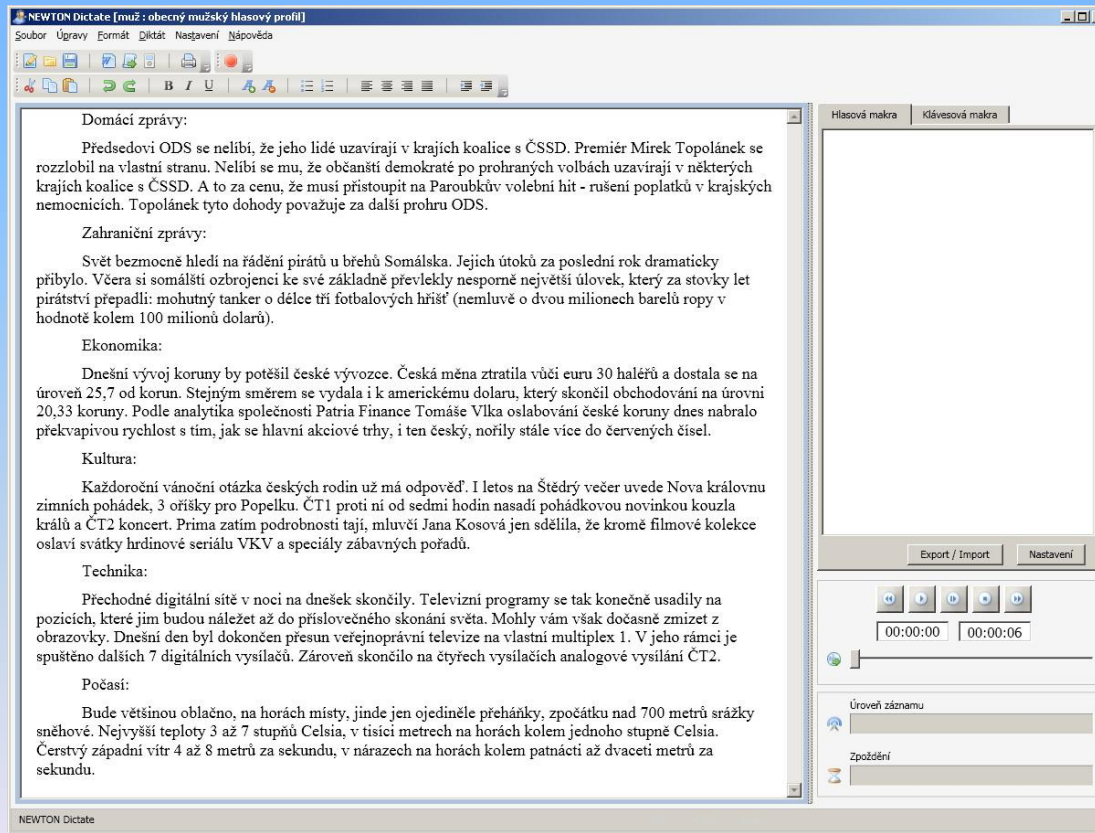 NEWTON Dictate [muž : obecný mužský hlasový profil]
Soubor Úpravy Formát Diktát Nastavení Nápověda
B I U
Domácí zprávy:
Předsedovi ODS se nelíbí, že jeho lidé uzavírají v krajích koalice s ČSSD. Premiér Mirek Topolánek se
rozzlobil na vlastní stranu. Nelíbí se mu, že občanští demokraté po prohraných volbách uzavírají v některých
krajích koalice s ČSSD. A to za cenu, že musí přistoupit na Paroubkův volební hit - rušení poplatků v krajských
nemocnicích. Topolánek tyto dohody považuje za další prohru ODS.
Zahraniční zprávy:
Svět bezmocně hledí na řádění pirátů u břehů Somálska. Jejich útoků za poslední rok dramaticky
přibylo. Včera si somálští ozbrojenci ke své základně převlekly nesporně největší úlovek, který za stovky let
pirátství přepadli: mohutný tanker o délce tří fotbalových hřišť (nemluvě o dvou milionech barelů ropy v
hodnotě kolem 100 milionů dolarů).
Ekonomika:
Dnešní vývoj koruny by potěšil české vývozce. Česká měna ztratila vůči euru 30 haléřů a dostala se na
úroveň 25,7 od korun. Stejným směrem se vydala i k americkému dolaru, který skončil obchodování na úrovni
20,33 koruny. Podle analytika společnosti Patria Finance Tomáše Vlka oslabování české koruny dnes nabralo
překvapivou rychlost s tím, jak se hlavní akciové trhy, i ten český, nořily stále více do červených čísel.
Kultura:
Každoroční vánoční otázka českých rodin už má odpověď. I letos na Štědrý večer uvede Nova královnu
zimních pohádek, 3 oříšky pro Popelku. ČT1 proti ní od sedmi hodin nasadí pohádkovou novinkou kouzla
králů a ČT2 koncert. Prima zatím podrobnosti tají, mluvčí Jana Kosová jen sdělila, že kromě filmové kolekce
oslaví svátky hrdinové seriálu VKV a speciály zábavných pořadů.
Technika:
Přechodné digitální sítě v noci na dnešek skončily. Televizní programy se tak konečně usadily na
pozicích, které jim budou náležet až do příslovečného skonání světa. Mohly vám však dočasně zmizet z
obrazovky. Dnešní den byl dokončen přesun veřejnoprávní televize na vlastní multiplex 1. V jeho rámci je
spuštěno dalších 7 digitálních vysílačů. Zároveň skončilo na čtyřech vysílačích analogové vysílání ČT2.
Počasí:
Bude většinou oblačno, na horách místy, jinde jen ojediněle přeháňky, zpočátku nad 700 metrů srážky
sněhové. Nejvyšší teploty 3 až 7 stupňů Celsia, v tisíci metrech na horách kolem jednoho stupně Celsia.
Čerstvý západní vítr 4 až 8 metrů za sekundu, v nárazech na horách kolem patnácti až dvaceti metrů za
sekundu.
Hlasová makra Klávesová makra
Export / Import Nastavení
00:00:00 00:00:06
Úroveň záznamu
Zpoždění
NEWTON Dictate